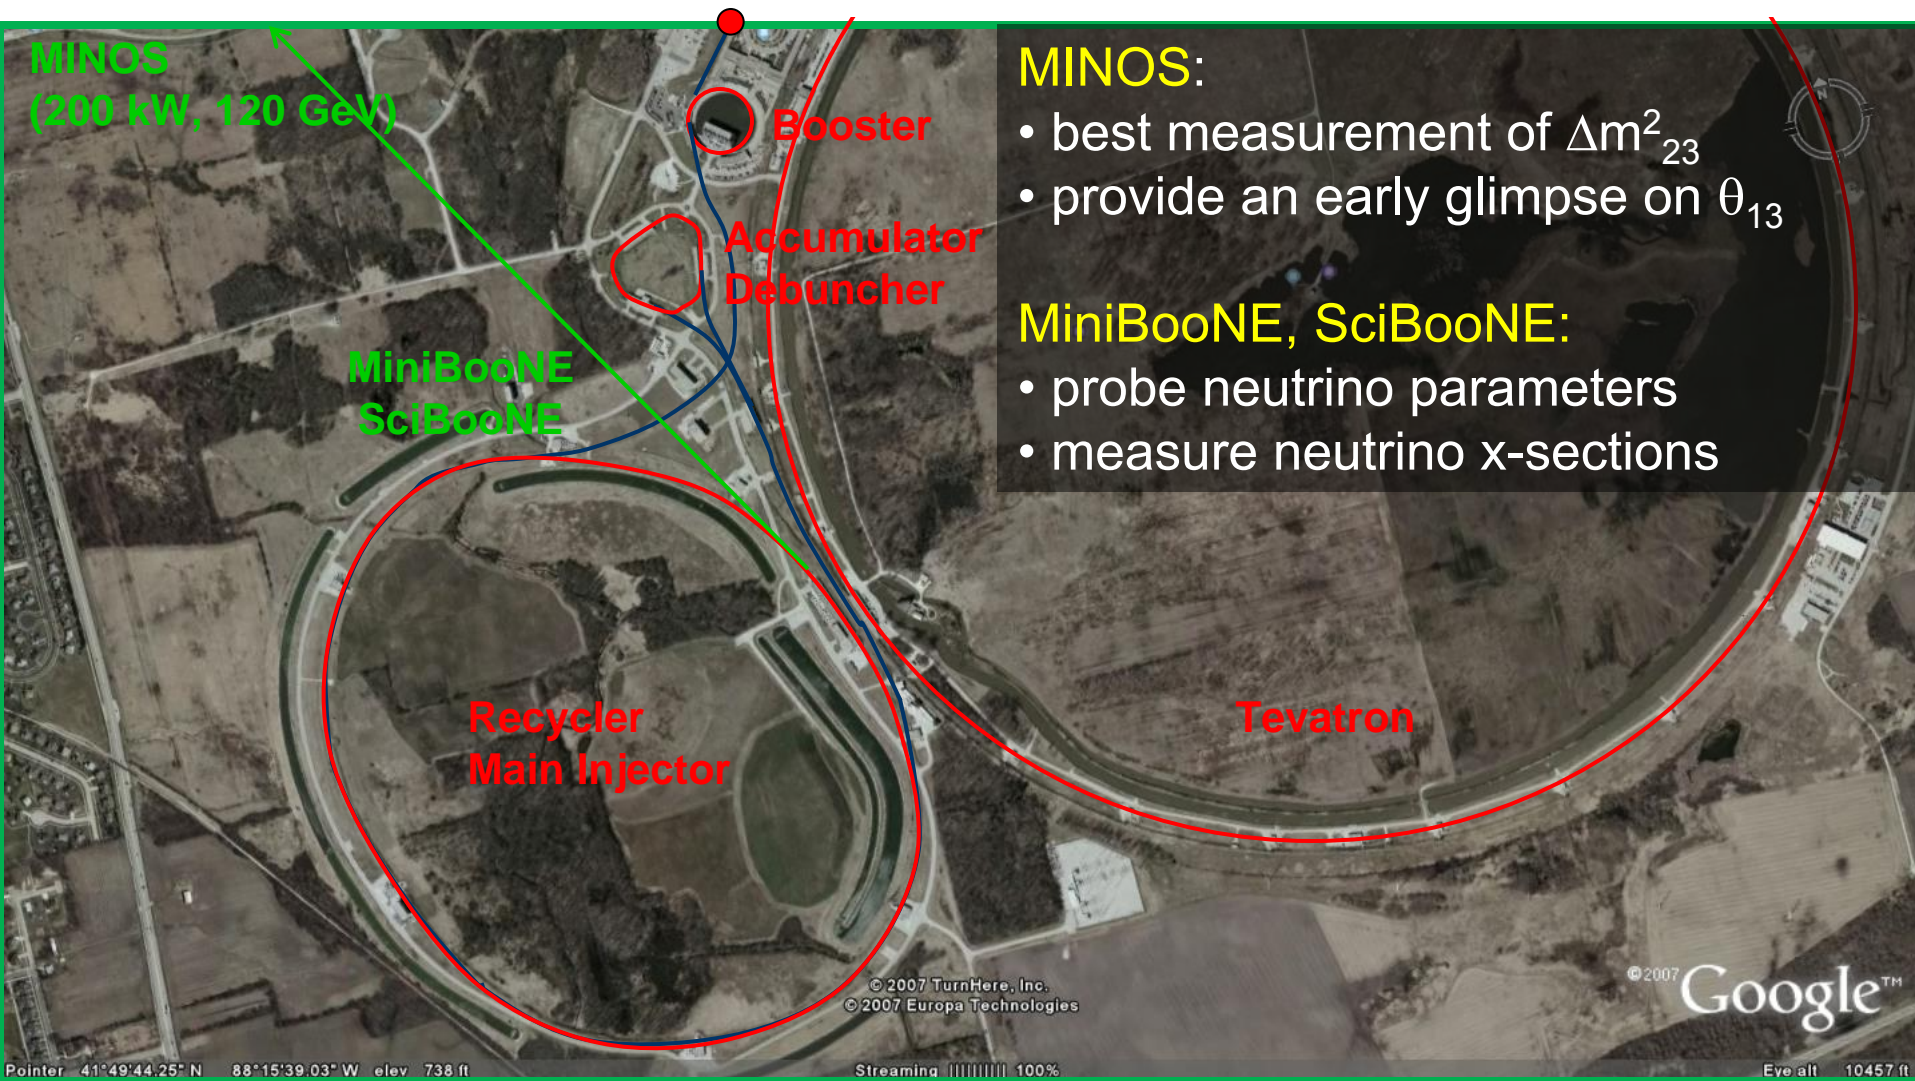 MINOS
(200 kW, 120 GeV)
Booster
Accumulator
Debuncher
MiniBooNE
SciBooNE
Recycler
Main Injector
Tevatron
MINOS:
• best measurement of Δm²₂₃
• provide an early glimpse on θ₁₃
MiniBooNE, SciBooNE:
• probe neutrino parameters
• measure neutrino x-sections
N
© 2007 TurnHere, Inc.
© 2007 Europa Technologies
©2007 Google™
Pointer 41°49'44.25" N 88°15'39.03" W elev 738 ft
Streaming |||||||||| 100%
Eye alt 10457 ft